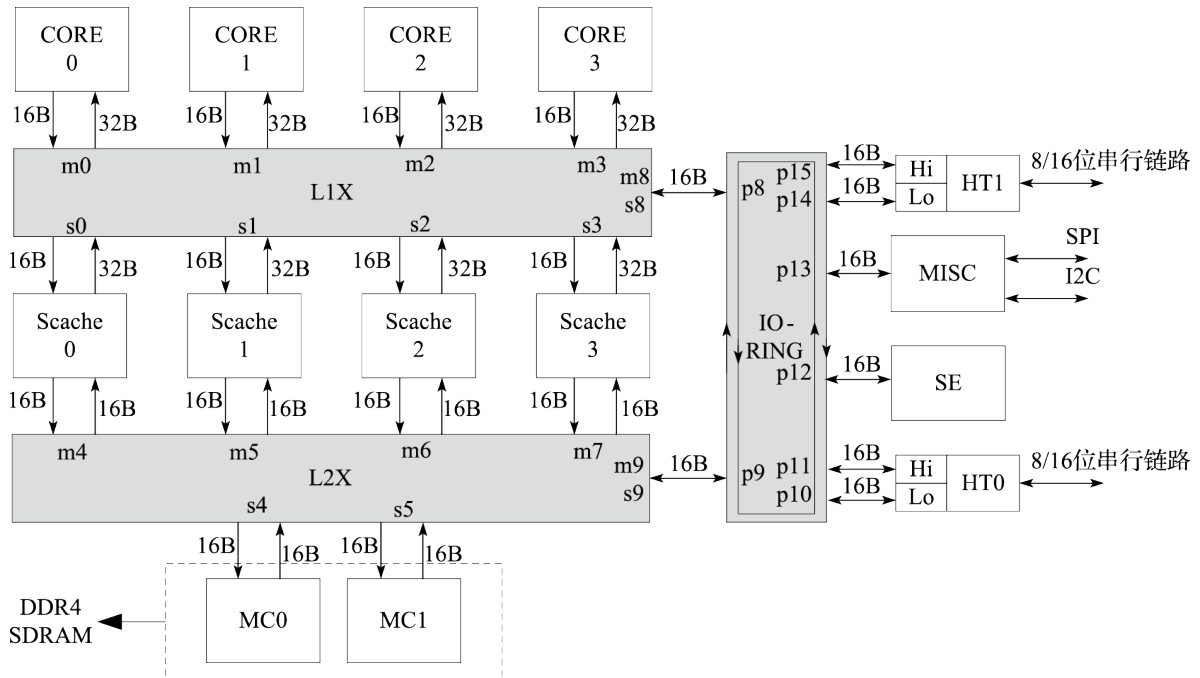 CORE
0
CORE
1
CORE
2
CORE
3
16B
32B
16B
32B
16B
32B
16B
32B
m0
m1
m2
m3
m8
L1X
s8
s0
s1
s2
s3
16B
16B
32B
16B
32B
16B
32B
16B
32B
Scache
0
Scache
1
Scache
2
Scache
3
16B
16B
16B
16B
16B
16B
16B
16B
m4
m5
m6
m7
m9
L2X
s9
s4
s5
16B
16B
16B
16B
16B
MC0
MC1
DDR4
SDRAM
p8
p15
p14
p13
IO-
RING
p12
p9
p11
p10
16B
Hi
HT1
8/16位串行链路
16B
Lo
16B
MISC
SPI
I2C
16B
SE
16B
Hi
HT0
8/16位串行链路
16B
Lo